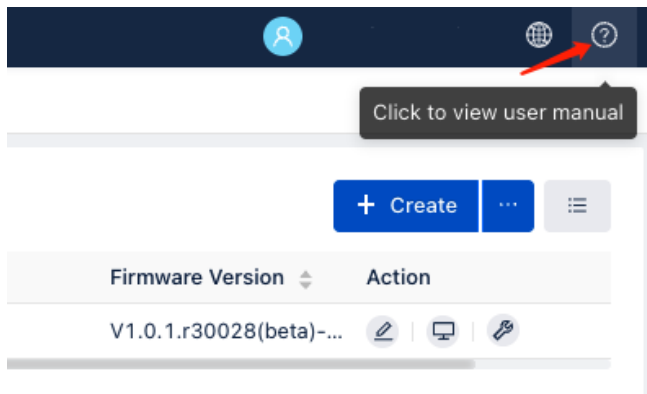 Click to view user manual
+ Create ...
Firmware Version Action
V1.0.1.r30028(beta)-...